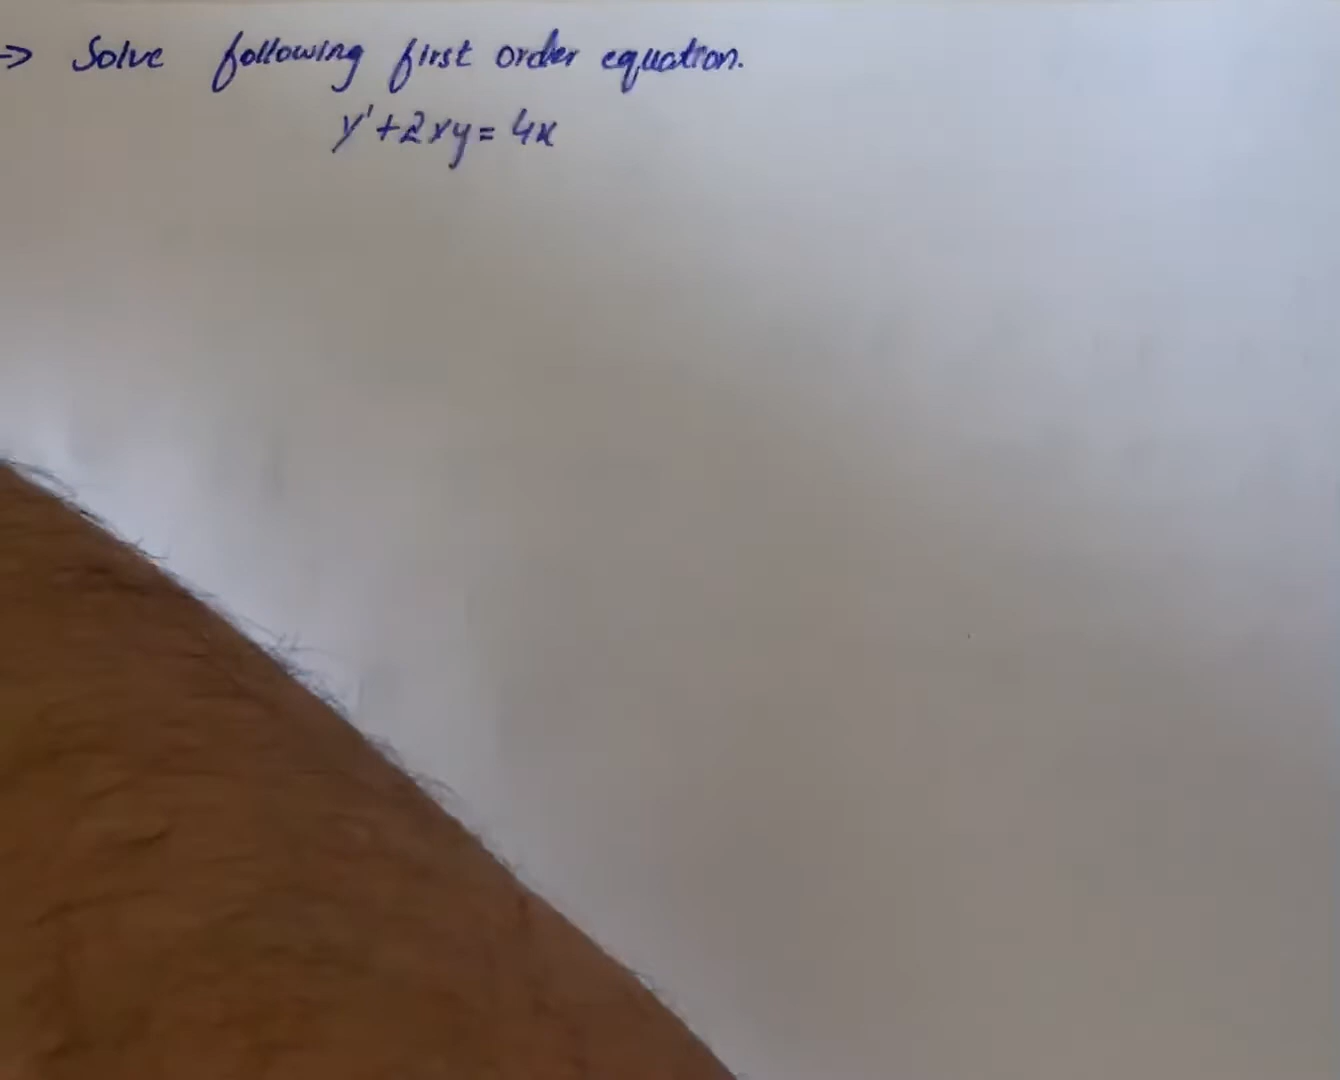 → Solve following first order equation.
y'+2xy=4x